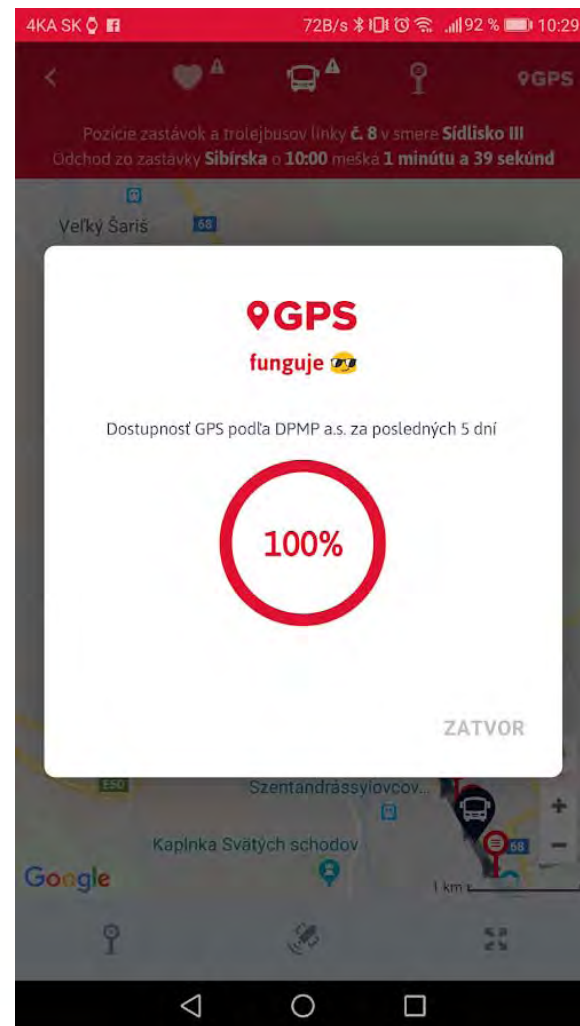 4KA SK 72B/s 92 % 10:29
GPS
Pozície zastávok a trolejbusov linky č. 8 v smere Sídlisko III
Odchod zo zastávky Sibírska o 10:00 mešká 1 minútu a 39 sekúnd
Veľký Šariš 68
GPS
funguje 😎
Dostupnosť GPS podľa DPMP a.s. za posledných 5 dní
100%
ZATVOR
E50
Szentandrássylovcov...
+
68 −
Kaplnka Svätých schodov
Google
1 km